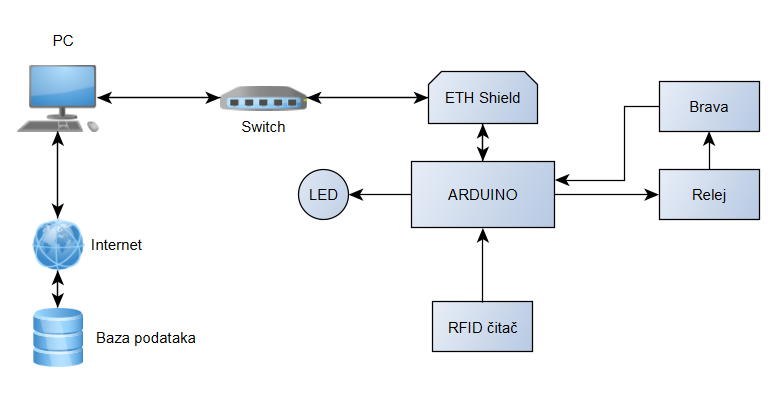 PC
ETH Shield
Brava
Switch
LED
ARDUINO
Relej
Internet
RFID čitač
Baza podataka